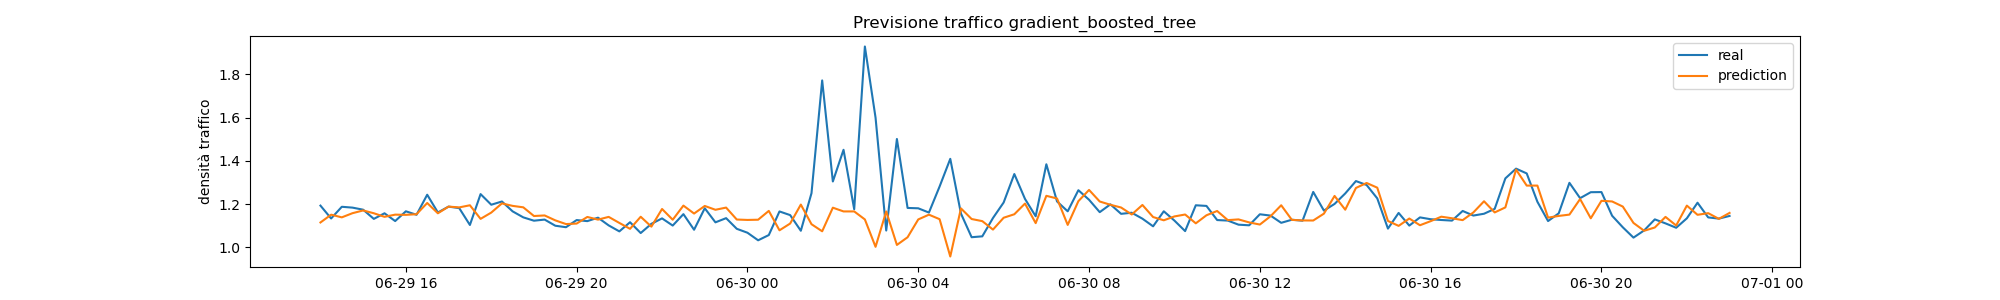 Previsione traffico gradient_boosted_tree
densità traffico
1.8
1.6
1.4
1.2
1.0
real
prediction
06-29 16 06-29 20 06-30 00 06-30 04 06-30 08 06-30 12 06-30 16 06-30 20 07-01 00